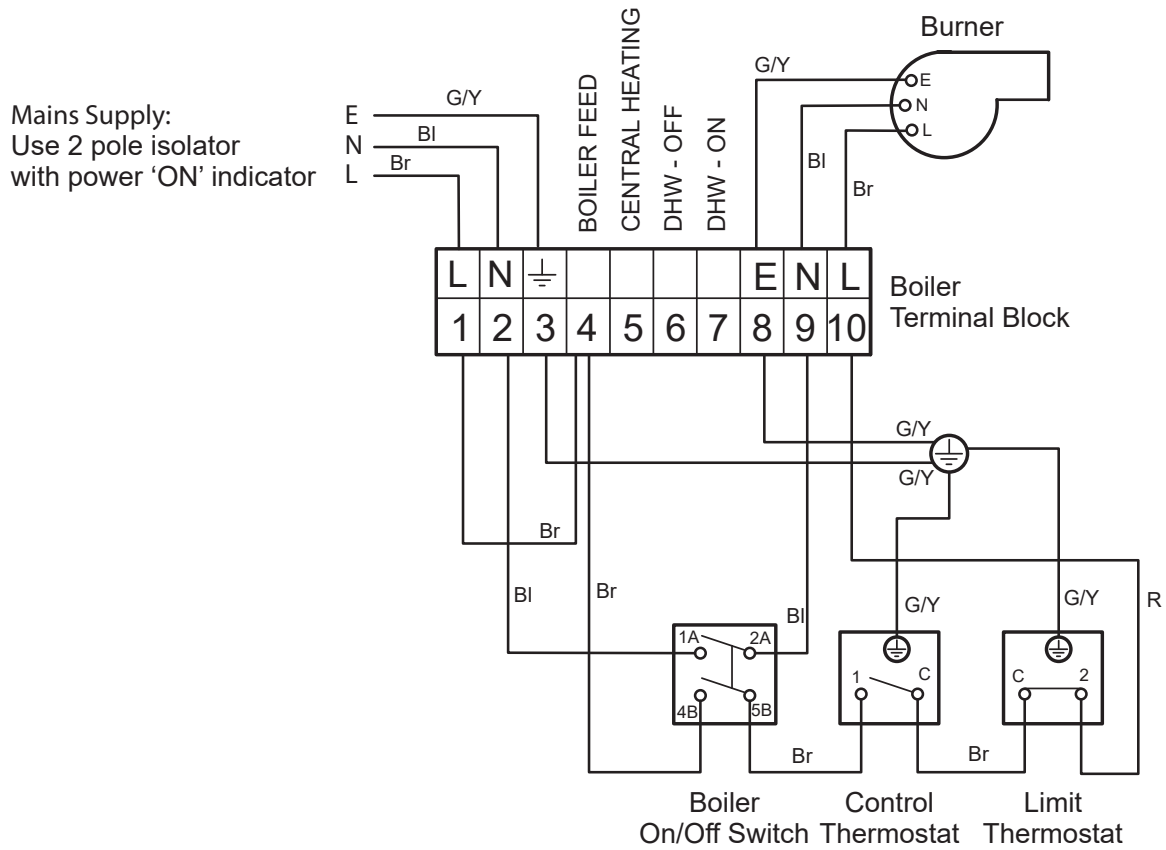 Burner
Mains Supply:
Use 2 pole isolator
with power ‘ON’ indicator
E
N
L
G/Y
Bl
Br
BOILER FEED
CENTRAL HEATING
DHW - OFF
DHW - ON
G/Y
Bl
Br
E
N
L
L N E N L
1 2 3 4 5 6 7 8 9 10
Boiler
Terminal Block
G/Y
G/Y
Br
Bl
Br
Bl
G/Y
G/Y
R
1A 2A
4B 5B
1 C
C 2
Br
Br
Boiler
On/Off Switch
Control
Thermostat
Limit
Thermostat